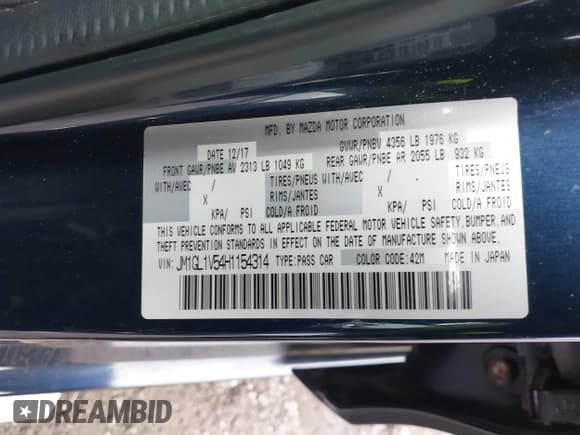 MFD. BY MAZDA MOTOR CORPORATION
DATE 12/17 GVWR/PNBV 4356 LB 1976 KG
FRONT GAWR/PNBE AV 2313 LB 1049 KG REAR GAWR/PNBE AR 2055 LB 932 KG
WITH/AVEC / TIRES/PNEUS WITH/AVEC / TIRES/PNEUS
X RIMS/JANTES X RIMS/JANTES
KPA/ PSI COLD/A FROID KPA/ PSI COLD/A FROID
THIS VEHICLE CONFORMS TO ALL APPLICABLE FEDERAL MOTOR VEHICLE SAFETY,BUMPER,AND
THEFT PREVENTION STANDARDS IN EFFECT ON THE DATE OF MANUFACTURE SHOWN ABOVE.
VIN: JM1GL1V54H1154314 TYPE:PASS CAR COLOR CODE:42M MADE IN JAPAN
DREAMBID